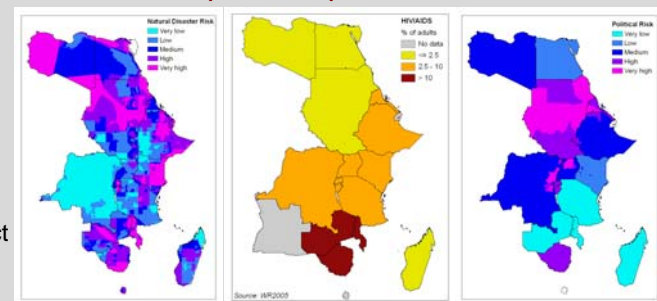 Natural Disaster Risk
Very low
Low
Medium
High
Very high
HIV/AIDS
% of adults
No data
<= 2.5
2.5 - 10
> 10
Source: WR2005
Political Risk
Very low
Low
Medium
High
Very high
ct